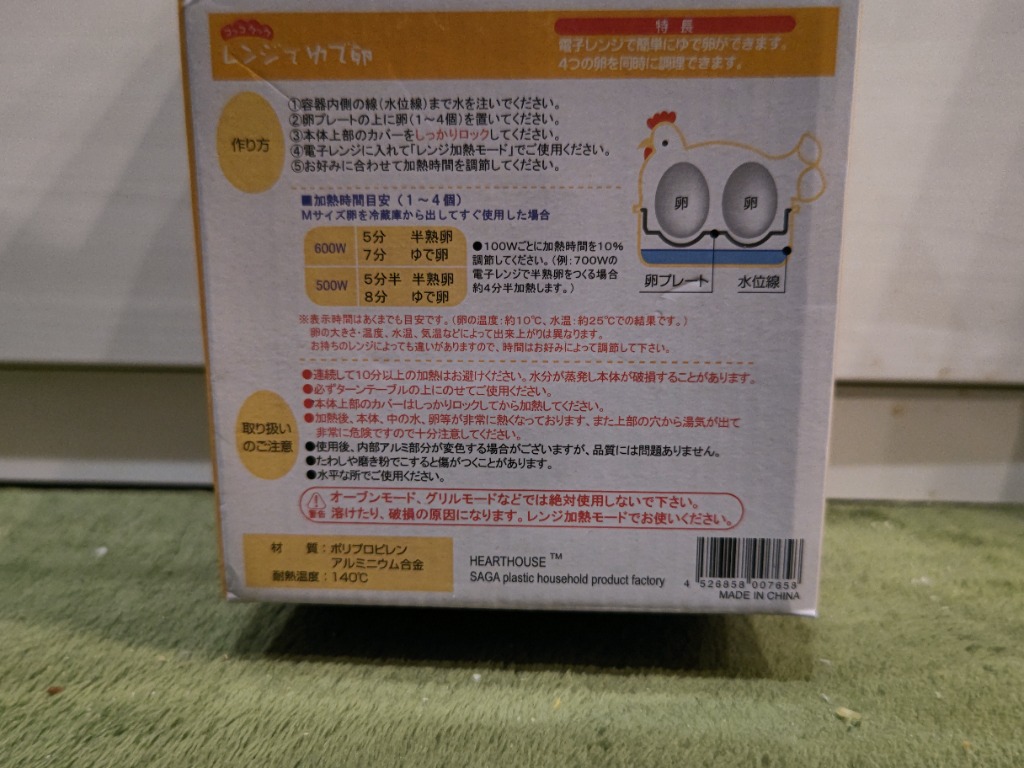 コッコクック
レンジでゆで卵
特長
電子レンジで簡単にゆで卵ができます。
4つの卵を同時に調理できます。
作り方
①容器内側の線(水位線)まで水を注いでください。
②卵プレートの上に卵(1〜4個)を置いてください。
③本体上部のカバーをしっかりロックしてください。
④電子レンジに入れて「レンジ加熱モード」でご使用ください。
⑤お好みに合わせて加熱時間を調節してください。
■加熱時間目安(1〜4個)
Mサイズ卵を冷蔵庫から出してすぐ使用した場合
600W
5分 半熟卵
7分 ゆで卵
500W
5分半 半熟卵
8分 ゆで卵
●100Wごとに加熱時間を10%
調節してください。(例:700Wの
電子レンジで半熟卵をつくる場合
約4分半加熱します。)
卵
卵
卵プレート
水位線
※表示時間はあくまでも目安です。(卵の温度:約10℃、水温:約25℃での結果です。)
卵の大きさ・温度、水温、気温などによって出来上がりは異なります。
お持ちのレンジによっても違いがありますので、時間はお好みによって調節して下さい。
取り扱い
のご注意
●連続して10分以上の加熱はお避けください。水分が蒸発し本体が破損することがあります。
●必ずターンテーブルの上にのせてご使用ください。
●本体上部のカバーはしっかりロックしてから加熱してください。
●加熱後、本体、中の水、卵等が非常に熱くなっております、また上部の穴から湯気が出て
非常に危険ですので十分注意してください。
●使用後、内部アルミ部分が変色する場合がございますが、品質には問題ありません。
●たわしや磨き粉でこすると傷がつくことがあります。
●水平な所でご使用ください。
警告
オーブンモード、グリルモードなどでは絶対使用しないで下さい。
溶けたり、破損の原因になります。レンジ加熱モードでお使いください。
材 質:ポリプロピレン
アルミニウム合金
耐熱温度:140℃
HEARTHOUSE™
SAGA plastic household product factory
4 526858 007658
MADE IN CHINA